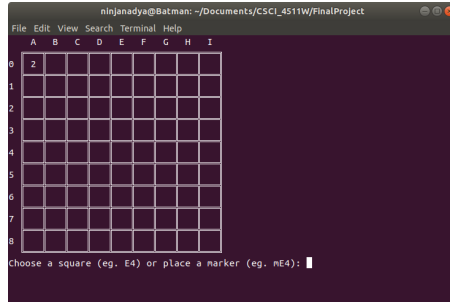 ninjanadya@Batman: ~/Documents/CSCI_4511W/FinalProject
File Edit View Search Terminal Help
A B C D E F G H I
0 2
1
2
3
4
5
6
7
8
Choose a square (eg. E4) or place a marker (eg. mE4):